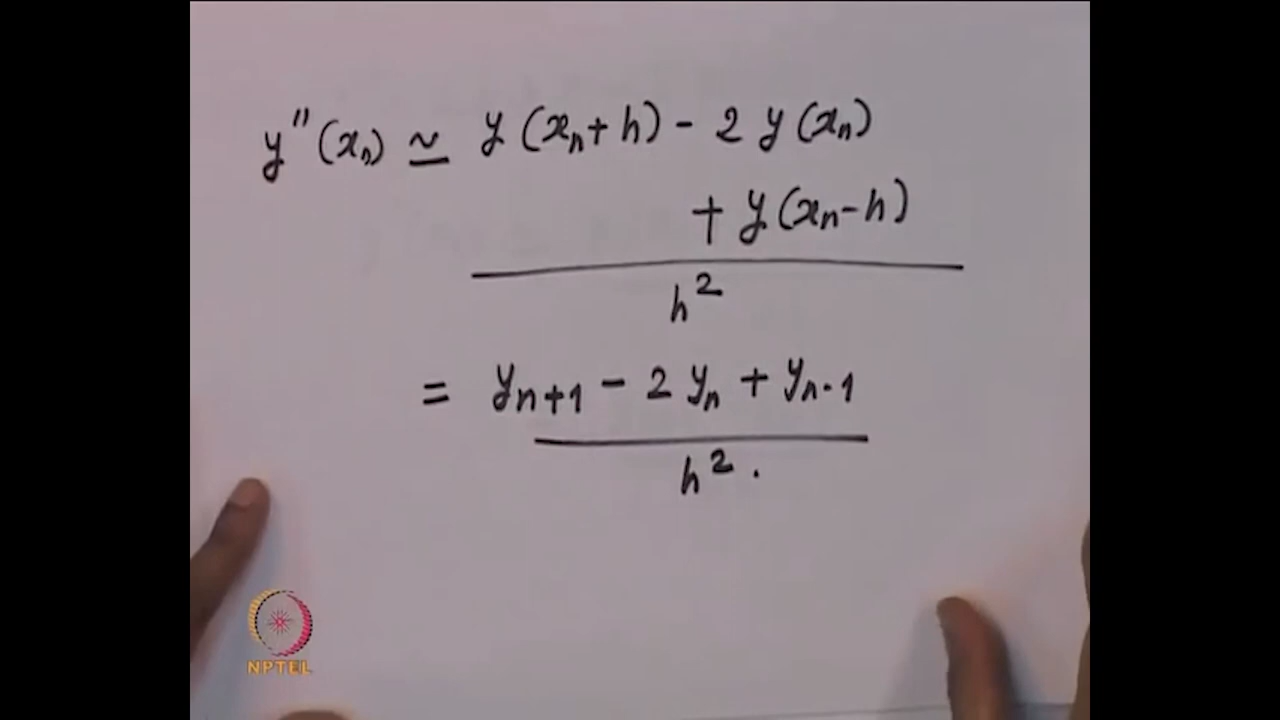 y''(xₙ) ≃ y(xₙ+h) - 2y(xₙ)
+ y(xₙ-h)
h²
= yₙ₊₁ - 2yₙ + yₙ₋₁
h².
NPTEL